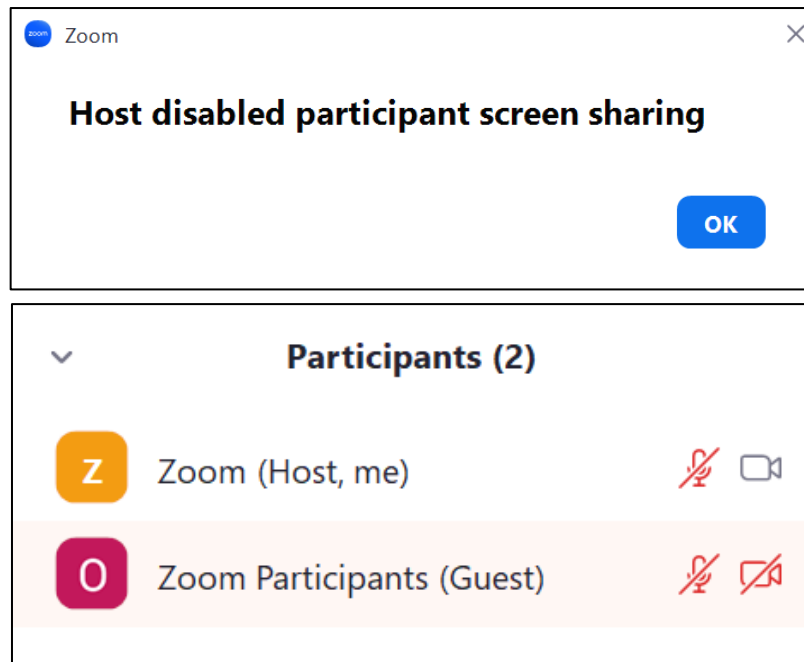 zoom Zoom
Host disabled participant screen sharing
OK
Participants (2)
Z Zoom (Host, me)
O Zoom Participants (Guest)